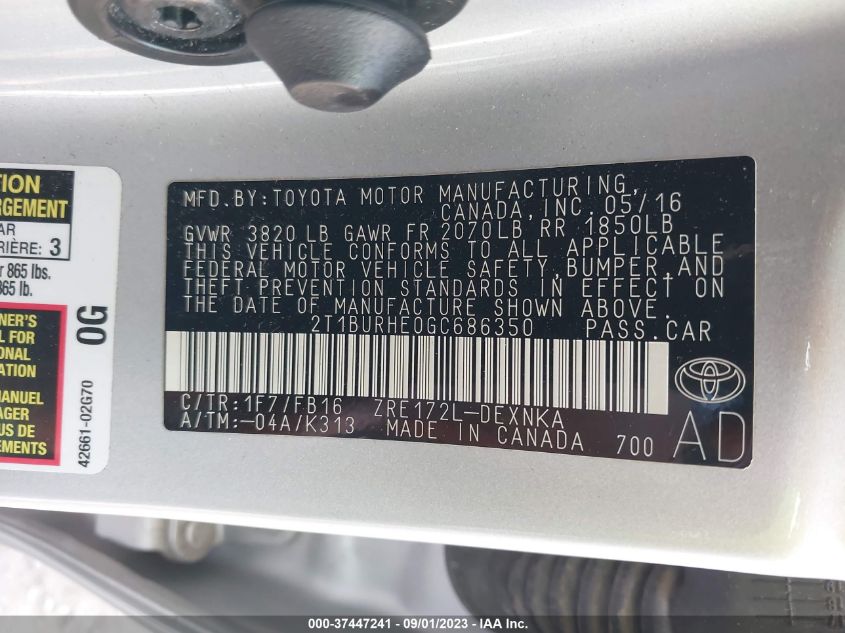 TION
RGEMENT
AR
RIÈRE: 3
r 865 lbs.
865 lb.
NER'S
L FOR
ONAL
ATION
MANUEL
AGER
US DE
EMENTS
OG
42661-02G70
MFD.BY:TOYOTA MOTOR MANUFACTURING,
CANADA,INC. 05/16
GVWR 3820 LB GAWR FR 2070LB RR 1850LB
THIS VEHICLE CONFORMS TO ALL APPLICABLE
FEDERAL MOTOR VEHICLE SAFETY,BUMPER,AND
THEFT PREVENTION STANDARDS IN EFFECT ON
THE DATE OF MANUFACTURE SHOWN ABOVE.
2T1BURHE0GC686350 PASS.CAR
C/TR:1F7/FB16 ZRE172L-DEXNKA
A/TM:-04A/K313 MADE IN CANADA 700
AD
000-37447241 - 09/01/2023 - IAA Inc.